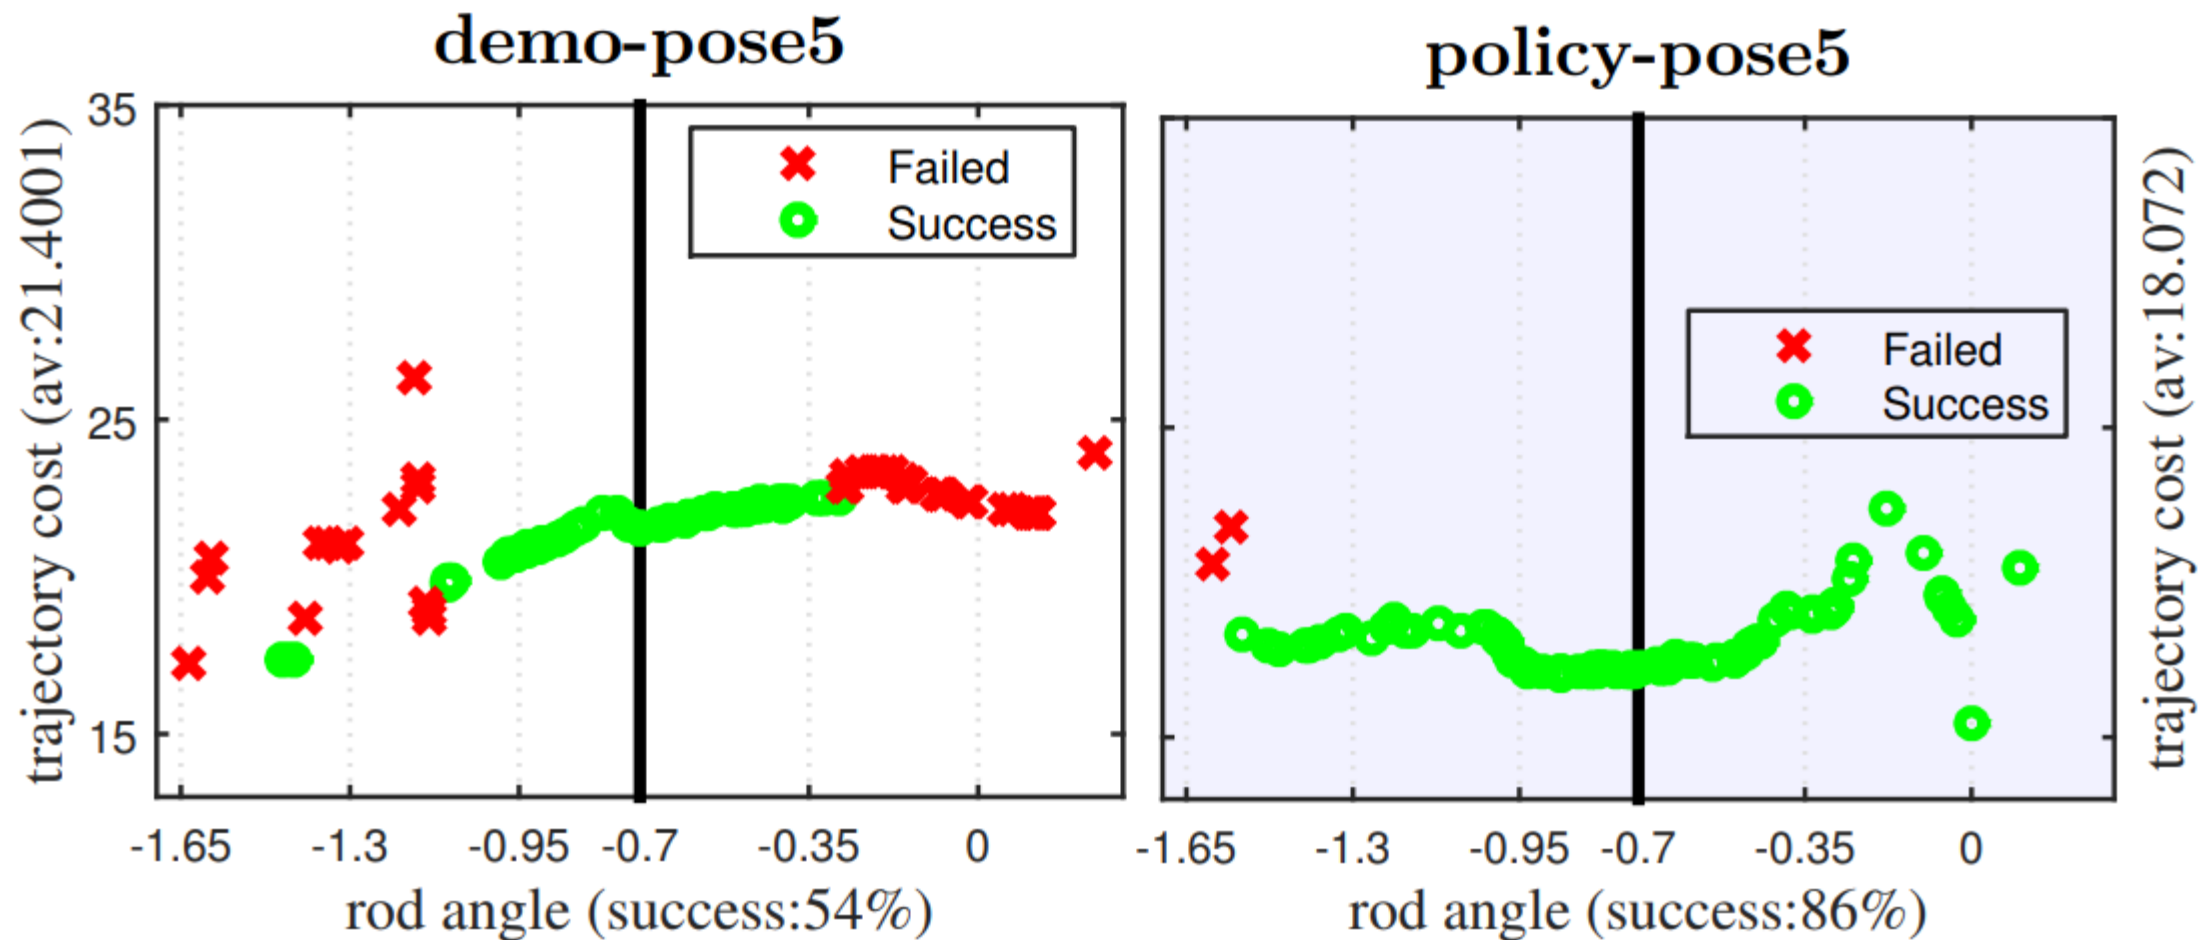 demo-pose5
trajectory cost (av:21.4001)
35
25
15
Failed
Success
-1.65 -1.3 -0.95 -0.7 -0.35 0
rod angle (success:54%)
policy-pose5
Failed
Success
-1.65 -1.3 -0.95 -0.7 -0.35 0
rod angle (success:86%)
trajectory cost (av:18.072)